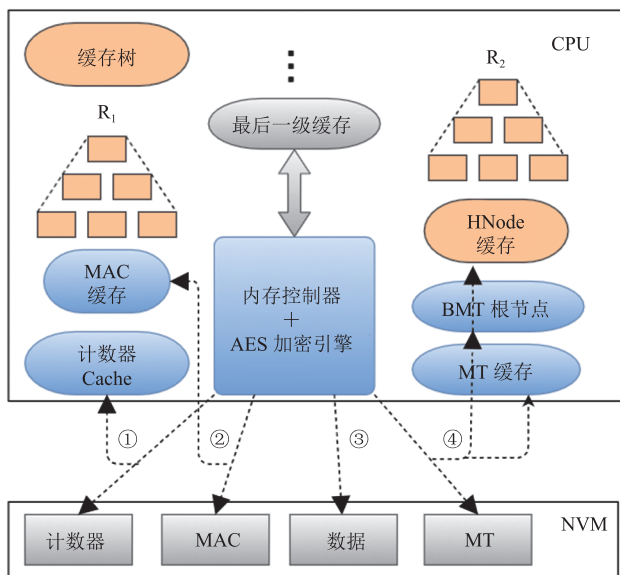 CPU
缓存树
R2
R1
最后一级缓存
HNode
缓存
MAC
缓存
内存控制器
+
AES 加密引擎
BMT 根节点
计数器
Cache
MT 缓存
①
②
③
④
NVM
计数器
MAC
数据
MT